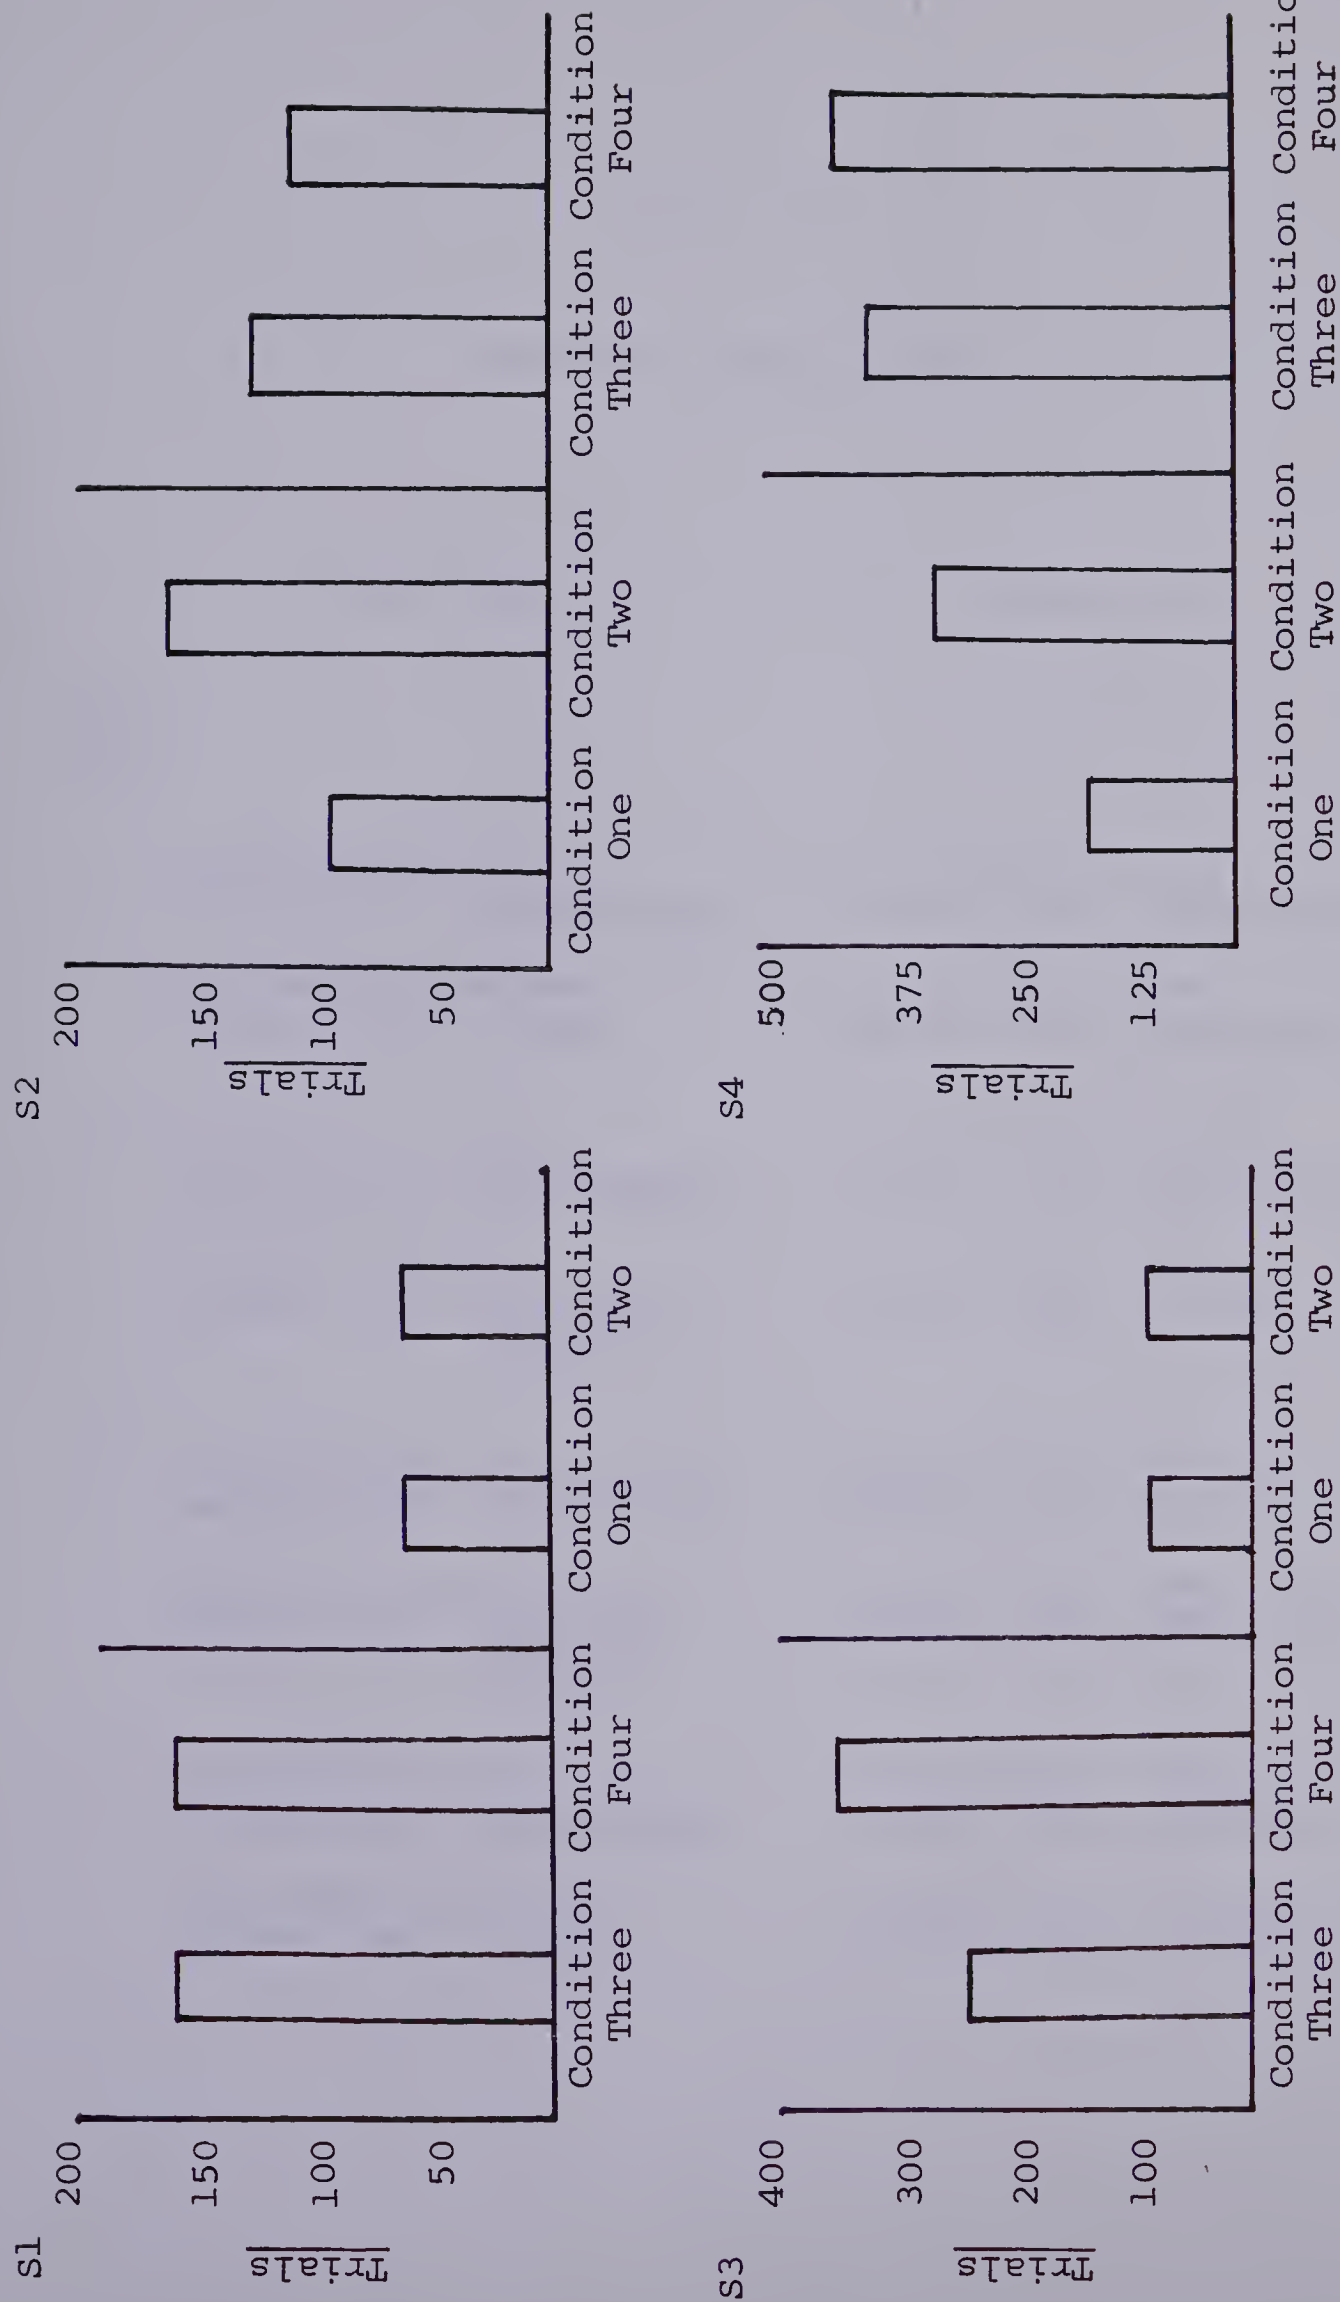 S1
200
150
100
50
Trials
Condition Condition Condition Condition
Three Four One Two
S2
200
150
100
50
Trials
Condition Condition Condition Condition
One Two Three Four
S3
400
300
200
100
Trials
Condition Condition Condition Condition
Three Four One Two
S4
500
375
250
125
Trials
Condition Condition Condition Conditio
One Two Three Four